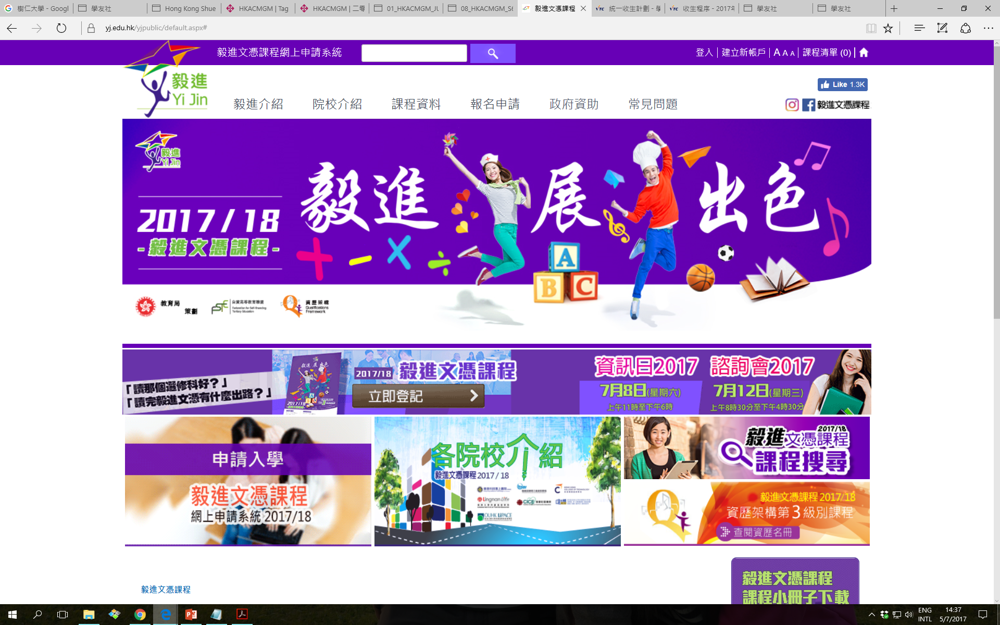 樹仁大學 - Googl
學友社
Hong Kong Shue
HKACMGM | Tag
HKACMGM | 二零
01_HKACMGM_JU
08_HKACMGM_S6
毅進文憑課程
統一收生計劃 - 學
收生程序 - 2017年
學友社
學友社
yj.edu.hk/yjpublic/default.aspx#
毅進文憑課程網上申請系統
登入 | 建立新帳戶 | A A A | 課程清單 (0) |
毅進
Yi Jin
Like 1.3K
毅進介紹
院校介紹
課程資料
報名申請
政府資助
常見問題
毅進文憑課程
毅進
Yi Jin
毅進展出色
2017/18
-毅進文憑課程-
A
B
C
教育局
策劃
自資高等教育聯盟
Federation for Self-financing
Tertiary Education
資歷架構
Qualifications
Framework
「讀那個選修科好？」
「讀完毅進文憑有什麼出路？」
毅進展出色
2017/18
2017/18 毅進文憑課程
立即登記
資訊日2017
7月8日(星期六)
上午11時至下午6時
諮詢會2017
7月12日(星期三)
上午8時30分至下午4時30分
申請入學
毅進文憑課程
網上申請系統 2017/18
各院校介紹
毅進文憑課程 2017/18
Lingnan Life
CICE
OUHK LiPACE
2017/18
毅進文憑課程
課程搜尋
毅進文憑課程 2017/18
資歷架構第3級別課程
查閱資歷名冊
毅進文憑課程
毅進文憑課程
課程小冊子下載
ENG
INTL
14:37
5/7/2017